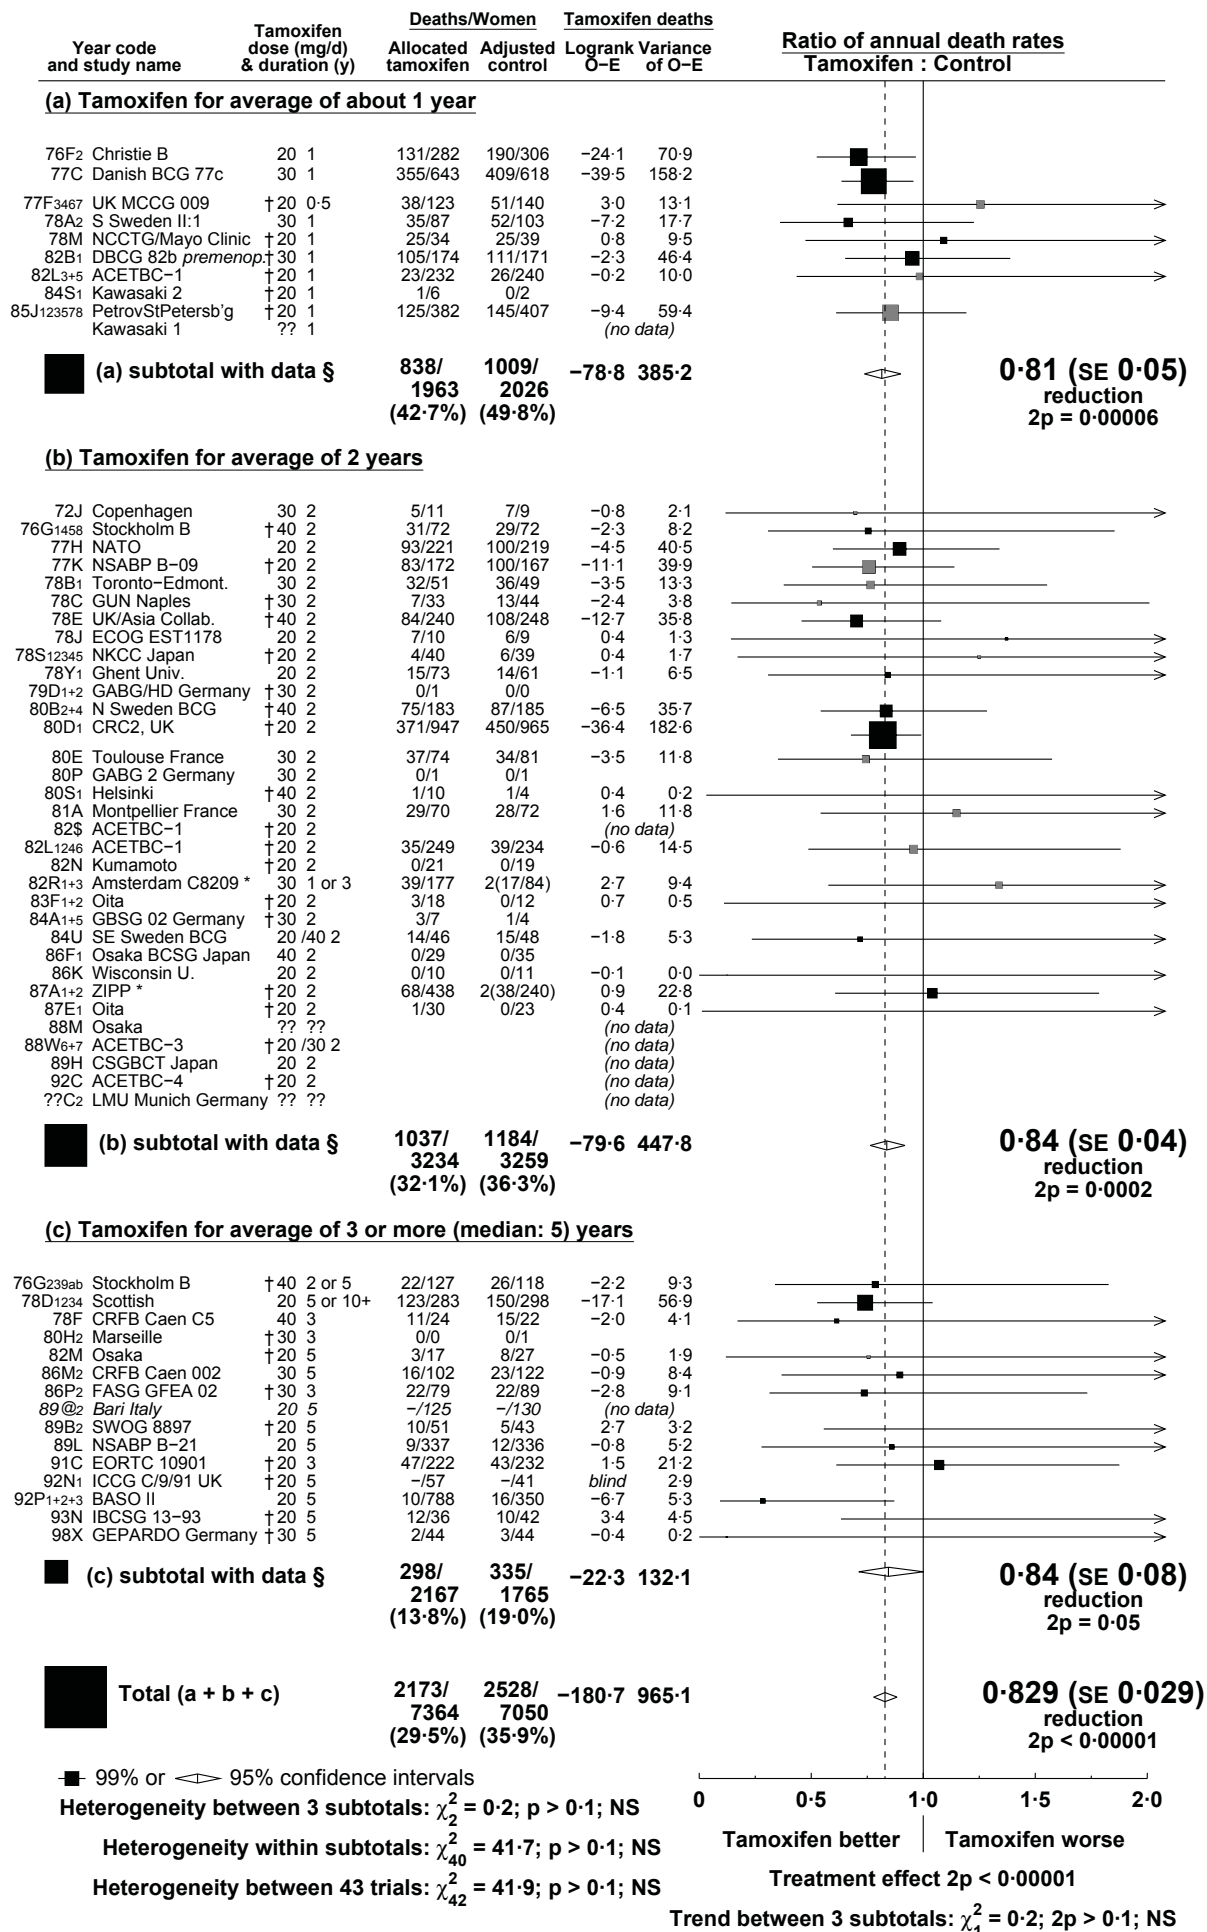 Deaths/Women Tamoxifen deaths
Year code and study name Tamoxifen dose (mg/d) & duration (y) Allocated tamoxifen Adjusted control Logrank O−E Variance of O−E Ratio of annual death rates Tamoxifen : Control
(a) Tamoxifen for average of about 1 year
76F2 Christie B 20 1 131/282 190/306 −24·1 70·9
77C Danish BCG 77c 30 1 355/643 409/618 −39·5 158·2
77F3467 UK MCCG 009 †20 0·5 38/123 51/140 3·0 13·1
78A2 S Sweden II:1 30 1 35/87 52/103 −7·2 17·7
78M NCCTG/Mayo Clinic †20 1 25/34 25/39 0·8 9·5
82B1 DBCG 82b premenop. †30 1 105/174 111/171 −2·3 46·4
82L3+5 ACETBC−1 †20 1 23/232 26/240 −0·2 10·0
84S1 Kawasaki 2 †20 1 1/6 0/2
85J123578 PetrovStPetersb'g †20 1 125/382 145/407 −9·4 59·4
Kawasaki 1 ?? 1 (no data)
(a) subtotal with data § 838/ 1009/ −78·8 385·2 0·81 (SE 0·05)
1963 2026 reduction
(42·7%) (49·8%) 2p = 0·00006
(b) Tamoxifen for average of 2 years
72J Copenhagen 30 2 5/11 7/9 −0·8 2·1
76G1458 Stockholm B †40 2 31/72 29/72 −2·3 8·2
77H NATO 20 2 93/221 100/219 −4·5 40·5
77K NSABP B−09 20 2 83/172 100/167 −11·1 39·9
78B1 Toronto−Edmont. 30 2 32/51 36/49 −3·5 13·3
78C GUN Naples †30 2 7/33 13/44 −2·4 3·8
78E UK/Asia Collab. †40 2 84/240 108/248 −12·7 35·8
78J ECOG EST1178 20 2 7/10 6/9 0·4 1·3
78S12345 NKCC Japan †20 2 4/40 6/39 0·4 1·7
78Y1 Ghent Univ. 20 2 15/73 14/61 −1·1 6·5
79D1+2 GABG/HD Germany †30 2 0/1 0/0
80B2+4 N Sweden BCG †40 2 75/183 87/185 −6·5 35·7
80D1 CRC2, UK †20 2 371/947 450/965 −36·4 182·6
80E Toulouse France 30 2 37/74 34/81 −3·5 11·8
80P GABG 2 Germany 30 2 0/1 0/1
80S1 Helsinki †40 2 1/10 1/4 0·4 0·2
81A Montpellier France 30 2 29/70 28/72 1·6 11·8
82$ ACETBC−1 †20 2 (no data)
82L1246 ACETBC−1 †20 2 35/249 39/234 −0·6 14·5
82N Kumamoto †20 2 0/21 0/19
82R1+3 Amsterdam C8209 * 30 1 or 3 39/177 2(17/84) 2·7 9·4
83F1+2 Oita †20 2 3/18 0/12 0·7 0·5
84A1+5 GBSG 02 Germany †30 2 3/7 1/4
84U SE Sweden BCG 20 /40 2 14/46 15/48 −1·8 5·3
86F1 Osaka BCSG Japan 40 2 0/29 0/35
86K Wisconsin U. 20 2 0/10 0/11 −0·1 0·0
87A1+2 ZIPP * †20 2 68/438 2(38/240) 0·9 22·8
87E1 Oita †20 2 1/30 0/23 0·4 0·1
88M Osaka ?? ?? (no data)
88W6+7 ACETBC−3 †20 /30 2 (no data)
89H CSGBCT Japan 20 2 (no data)
92C ACETBC−4 †20 2 (no data)
??C2 LMU Munich Germany ?? ?? (no data)
(b) subtotal with data § 1037/ 1184/ −79·6 447·8 0·84 (SE 0·04)
3234 3259 reduction
(32·1%) (36·3%) 2p = 0·0002
(c) Tamoxifen for average of 3 or more (median: 5) years
76G239ab Stockholm B †40 2 or 5 22/127 26/118 −2·2 9·3
78D1234 Scottish 20 5 or 10+ 123/283 150/298 −17·1 56·9
78F CRFB Caen C5 40 3 11/24 15/22 −2·0 4·1
80H2 Marseille †30 3 0/0 0/1
82M Osaka †20 5 3/17 8/27 −0·5 1·9
86M2 CRFB Caen 002 30 5 16/102 23/122 −0·9 8·4
86P2 FASG GFEA 02 †30 3 22/79 22/89 −2·8 9·1
89@2 Bari Italy 20 5 −/125 −/130 (no data)
89B2 SWOG 8897 †20 5 10/51 5/43 2·7 3·2
89L NSABP B−21 20 5 9/337 12/336 −0·8 5·2
91C EORTC 10901 †20 3 47/222 43/232 1·5 21·2
92N1 ICCG C/9/91 UK †20 5 −/57 −/41 blind 2·9
92P1+2+3 BASO II 20 5 10/788 16/350 −6·7 5·3
93N IBCSG 13−93 †20 5 12/36 10/42 3·4 4·5
98X GEPARDO Germany †30 5 2/44 3/44 −0·4 0·2
(c) subtotal with data § 298/ 335/ −22·3 132·1 0·84 (SE 0·08)
2167 1765 reduction
(13·8%) (19·0%) 2p = 0·05
Total (a + b + c) 2173/ 2528/ −180·7 965·1 0·829 (SE 0·029)
7364 7050 reduction
(29·5%) (35·9%) 2p < 0·00001
99% or 95% confidence intervals
0 0·5 1·0 1·5 2·0
Heterogeneity between 3 subtotals: χ²₂ = 0·2; p > 0·1; NS
Tamoxifen better Tamoxifen worse
Heterogeneity within subtotals: χ²₄₀ = 41·7; p > 0·1; NS
Treatment effect 2p < 0·00001
Heterogeneity between 43 trials: χ²₄₂ = 41·9; p > 0·1; NS
Trend between 3 subtotals: χ²₁ = 0·2; 2p > 0·1; NS